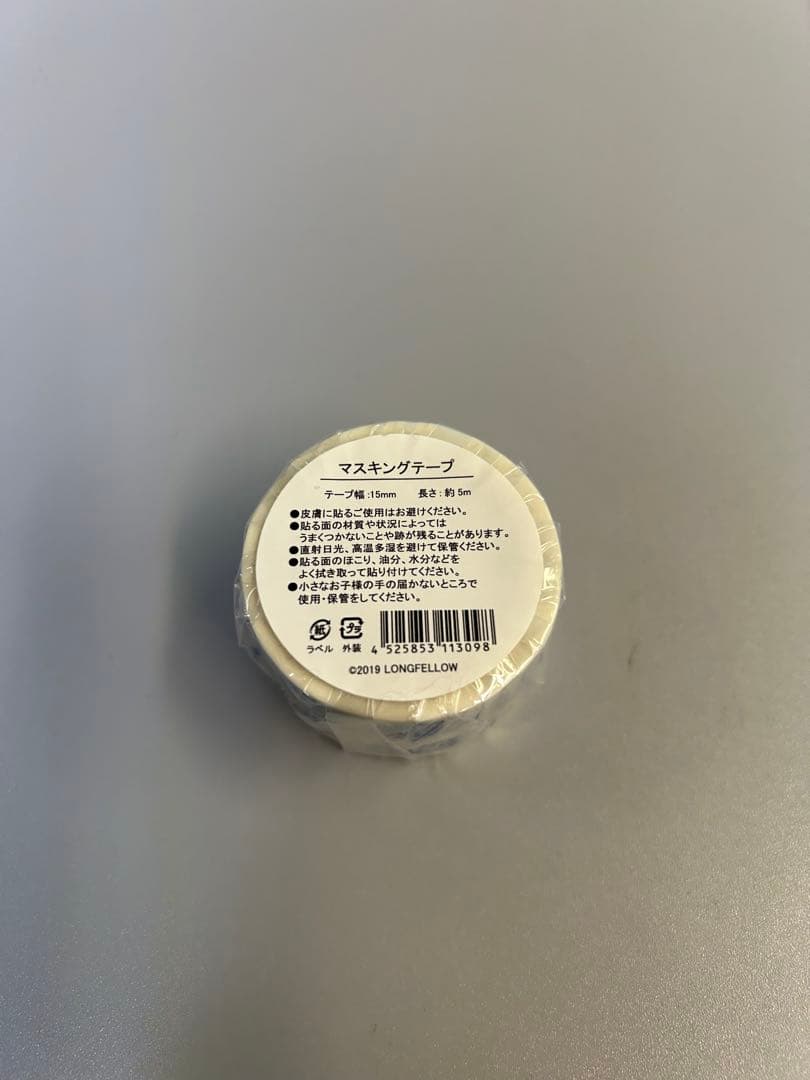 マスキングテープ
テープ幅:15mm 長さ:約5m
●皮膚に貼るご使用はお避けください。
●貼る面の材質や状況によっては
うまくつかないことや跡が残ることがあります。
●直射日光、高温多湿を避けて保管ください。
●貼る面のほこり、油分、水分などを
よく拭き取って貼り付けてください。
●小さなお子様の手の届かないところで
使用・保管をしてください。
紙 プラ
ラベル 外装 4 525853 113098
©2019 LONGFELLOW